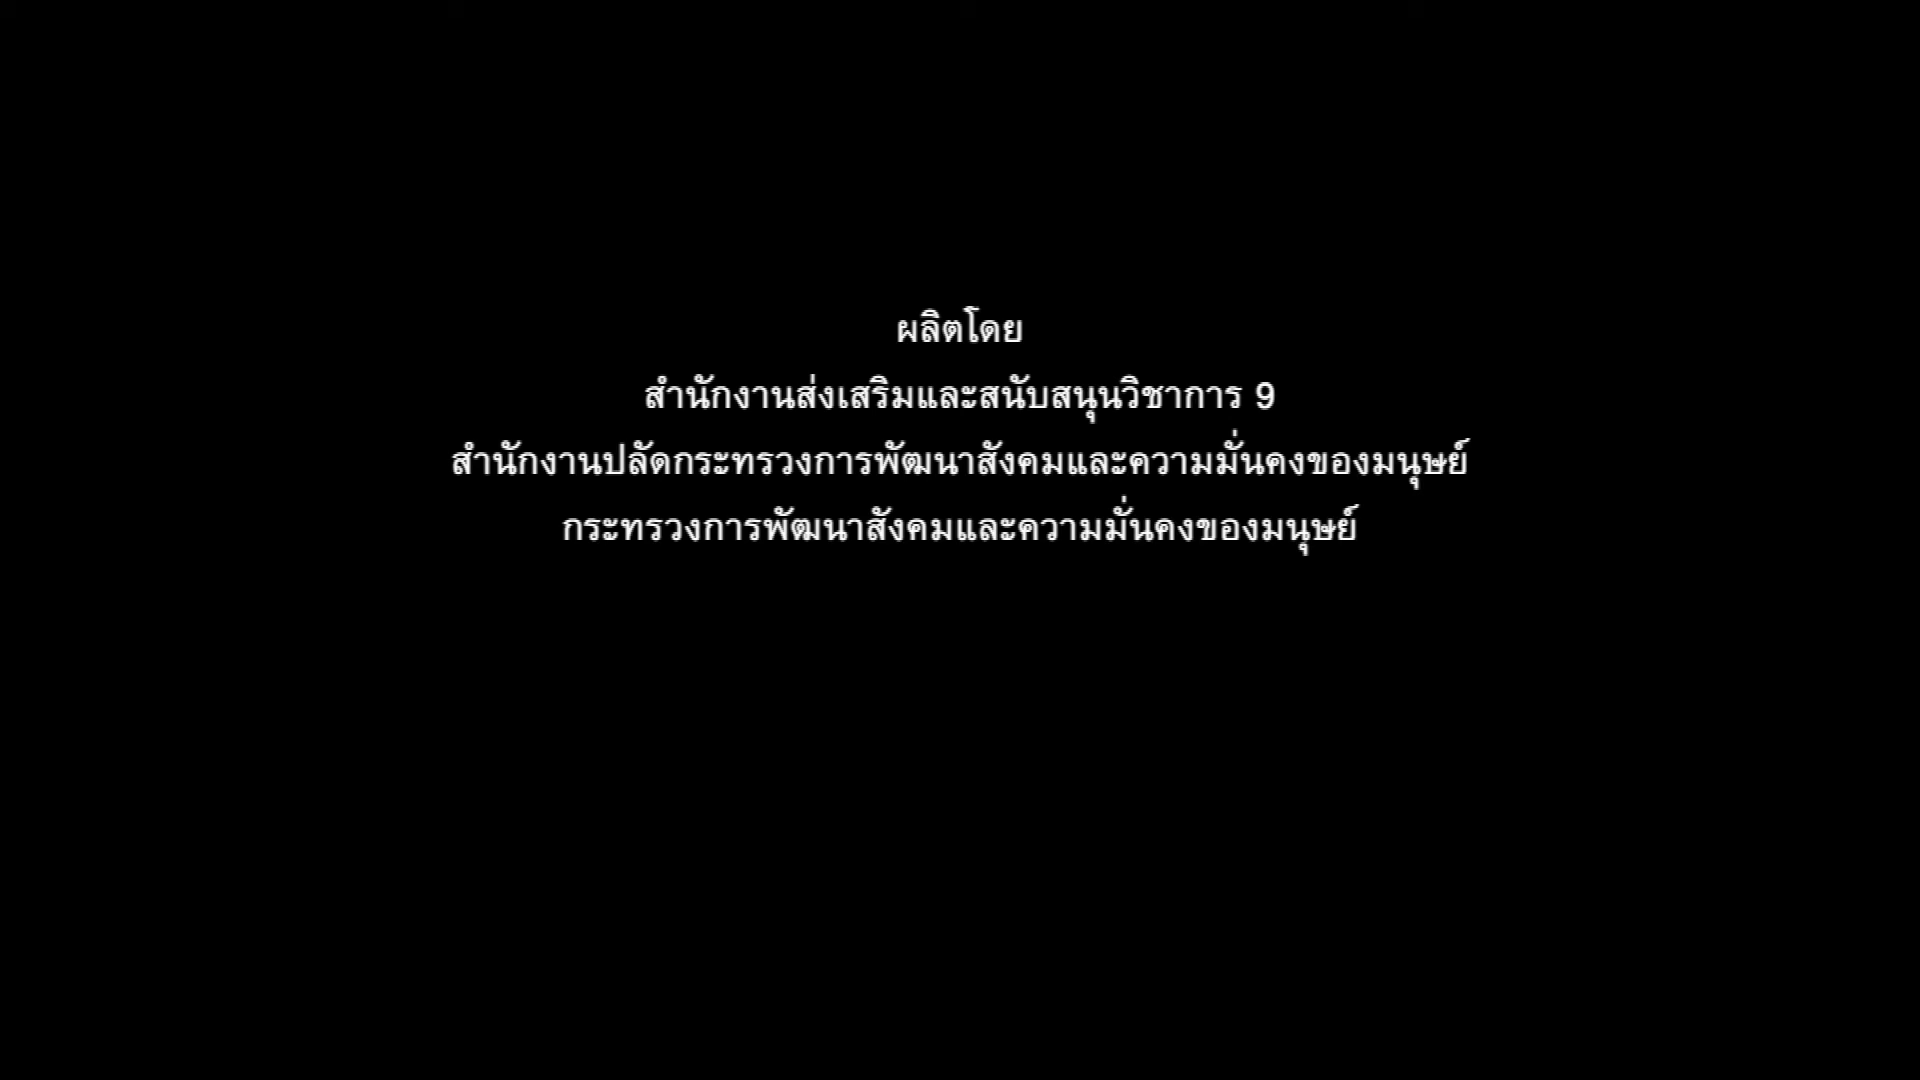 ผลิตโดย
สำนักงานส่งเสริมและสนับสนุนวิชาการ 9
สำนักงานปลัดกระทรวงการพัฒนาสังคมและความมั่นคงของมนุษย์
กระทรวงการพัฒนาสังคมและความมั่นคงของมนุษย์